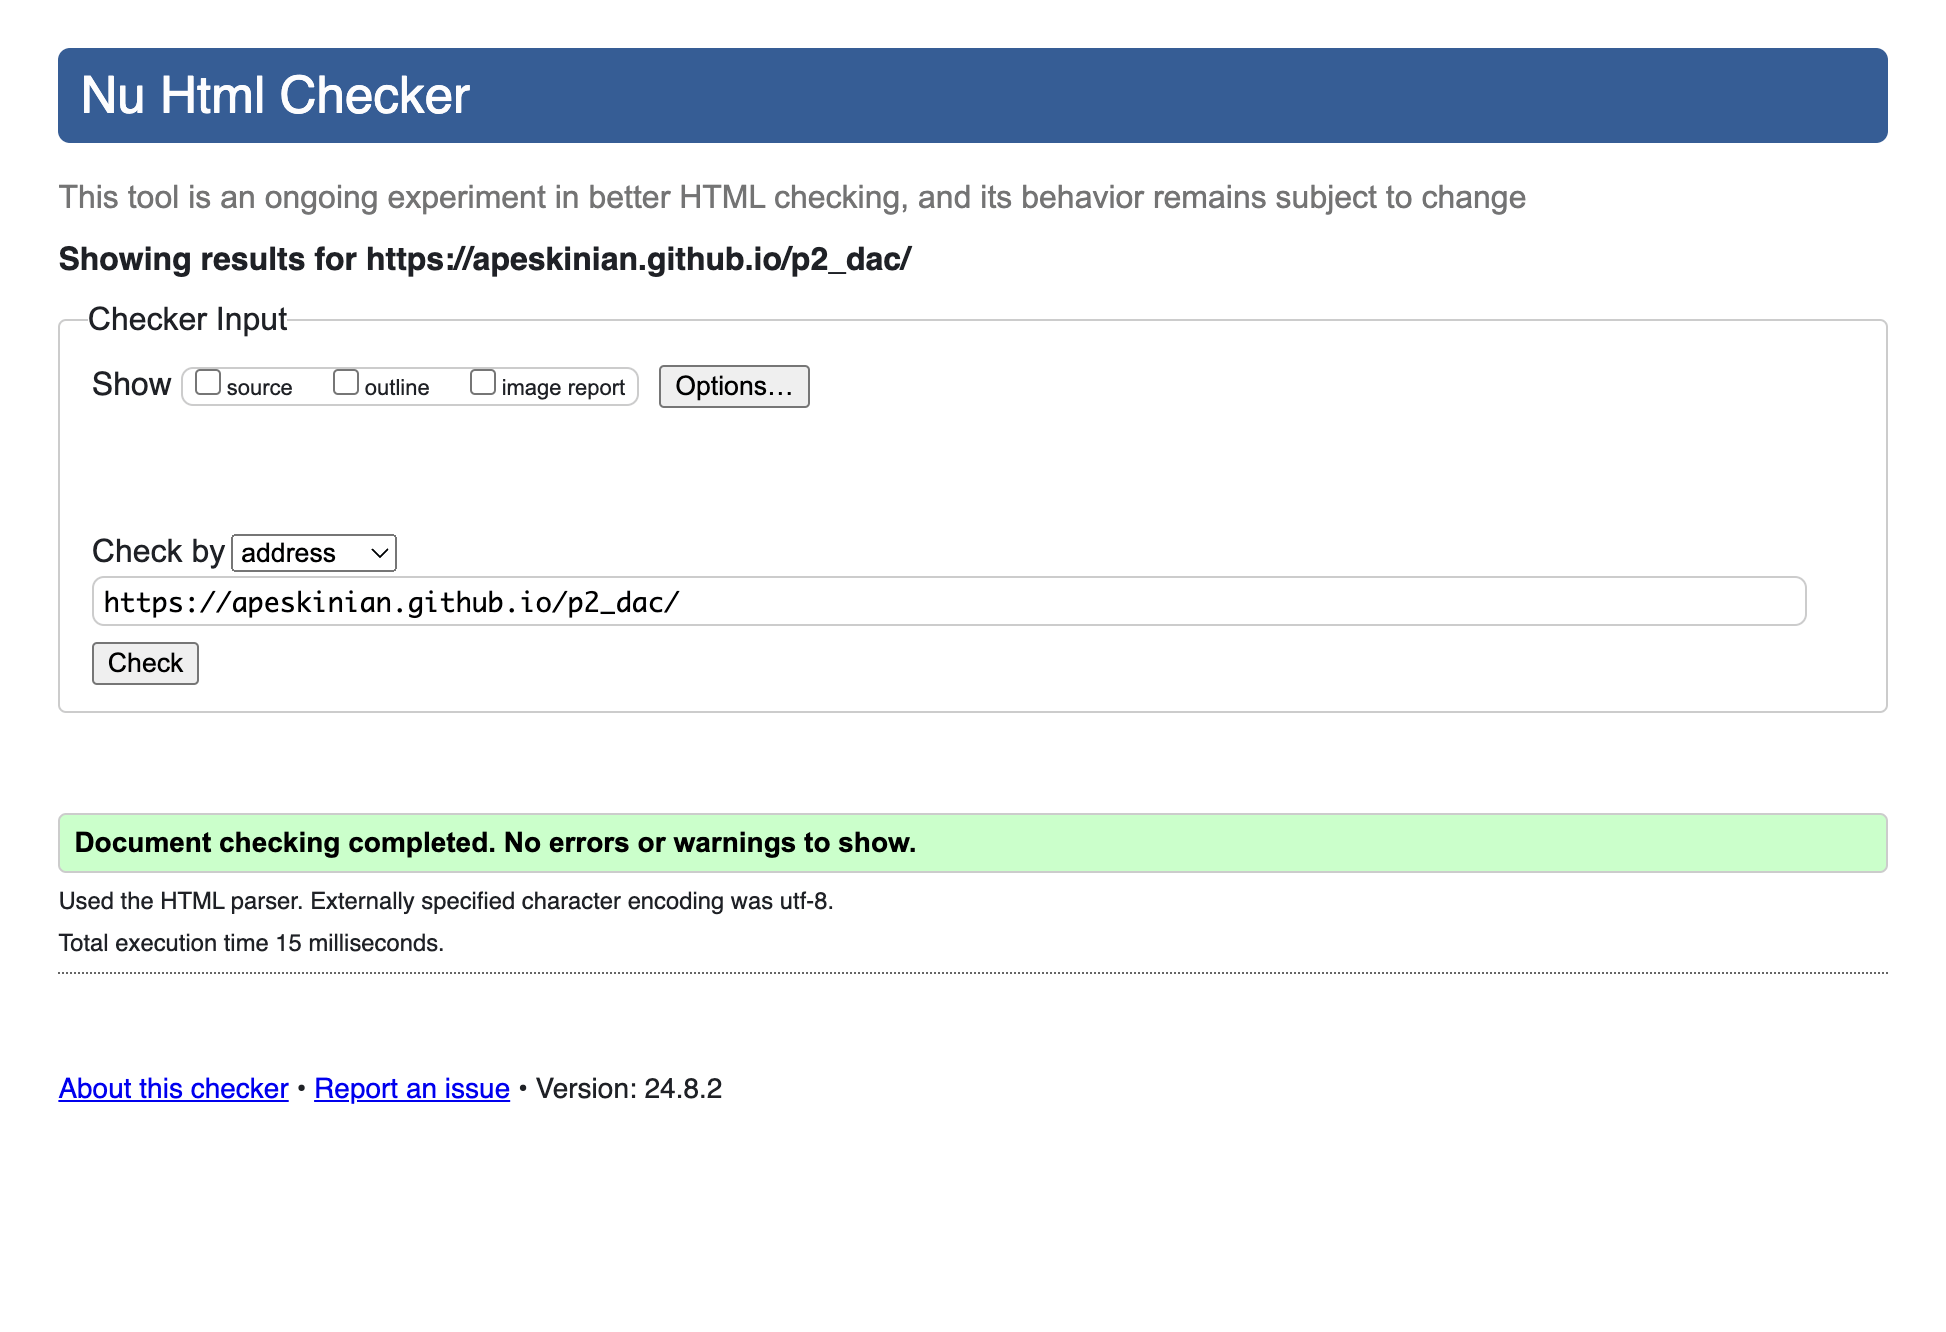 Nu Html Checker
This tool is an ongoing experiment in better HTML checking, and its behavior remains subject to change
Showing results for https://apeskinian.github.io/p2_dac/
Checker Input
Show source outline image report Options…
Check by address
https://apeskinian.github.io/p2_dac/
Check
Document checking completed. No errors or warnings to show.
Used the HTML parser. Externally specified character encoding was utf-8.
Total execution time 15 milliseconds.
About this checker • Report an issue • Version: 24.8.2